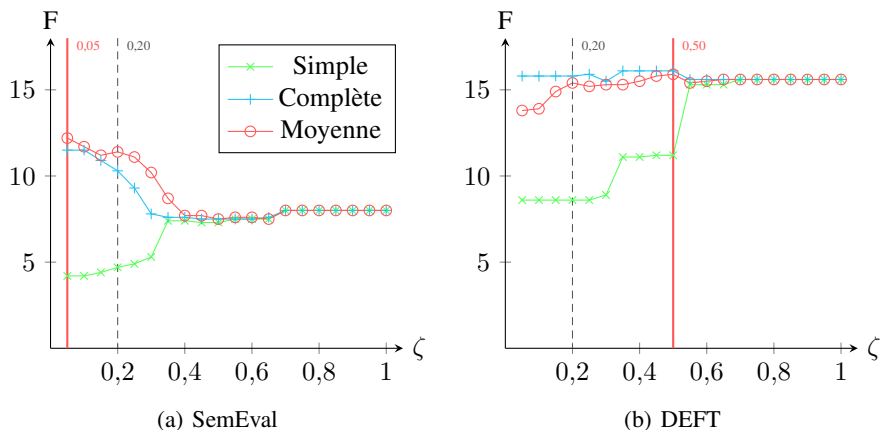 F
0,05
0,20
Simple
Complète
Moyenne
15
10
5
0,2
0,4
0,6
0,8
1
ζ
(a) SemEval
F
0,20
0,50
15
10
5
0,2
0,4
0,6
0,8
1
ζ
(b) DEFT